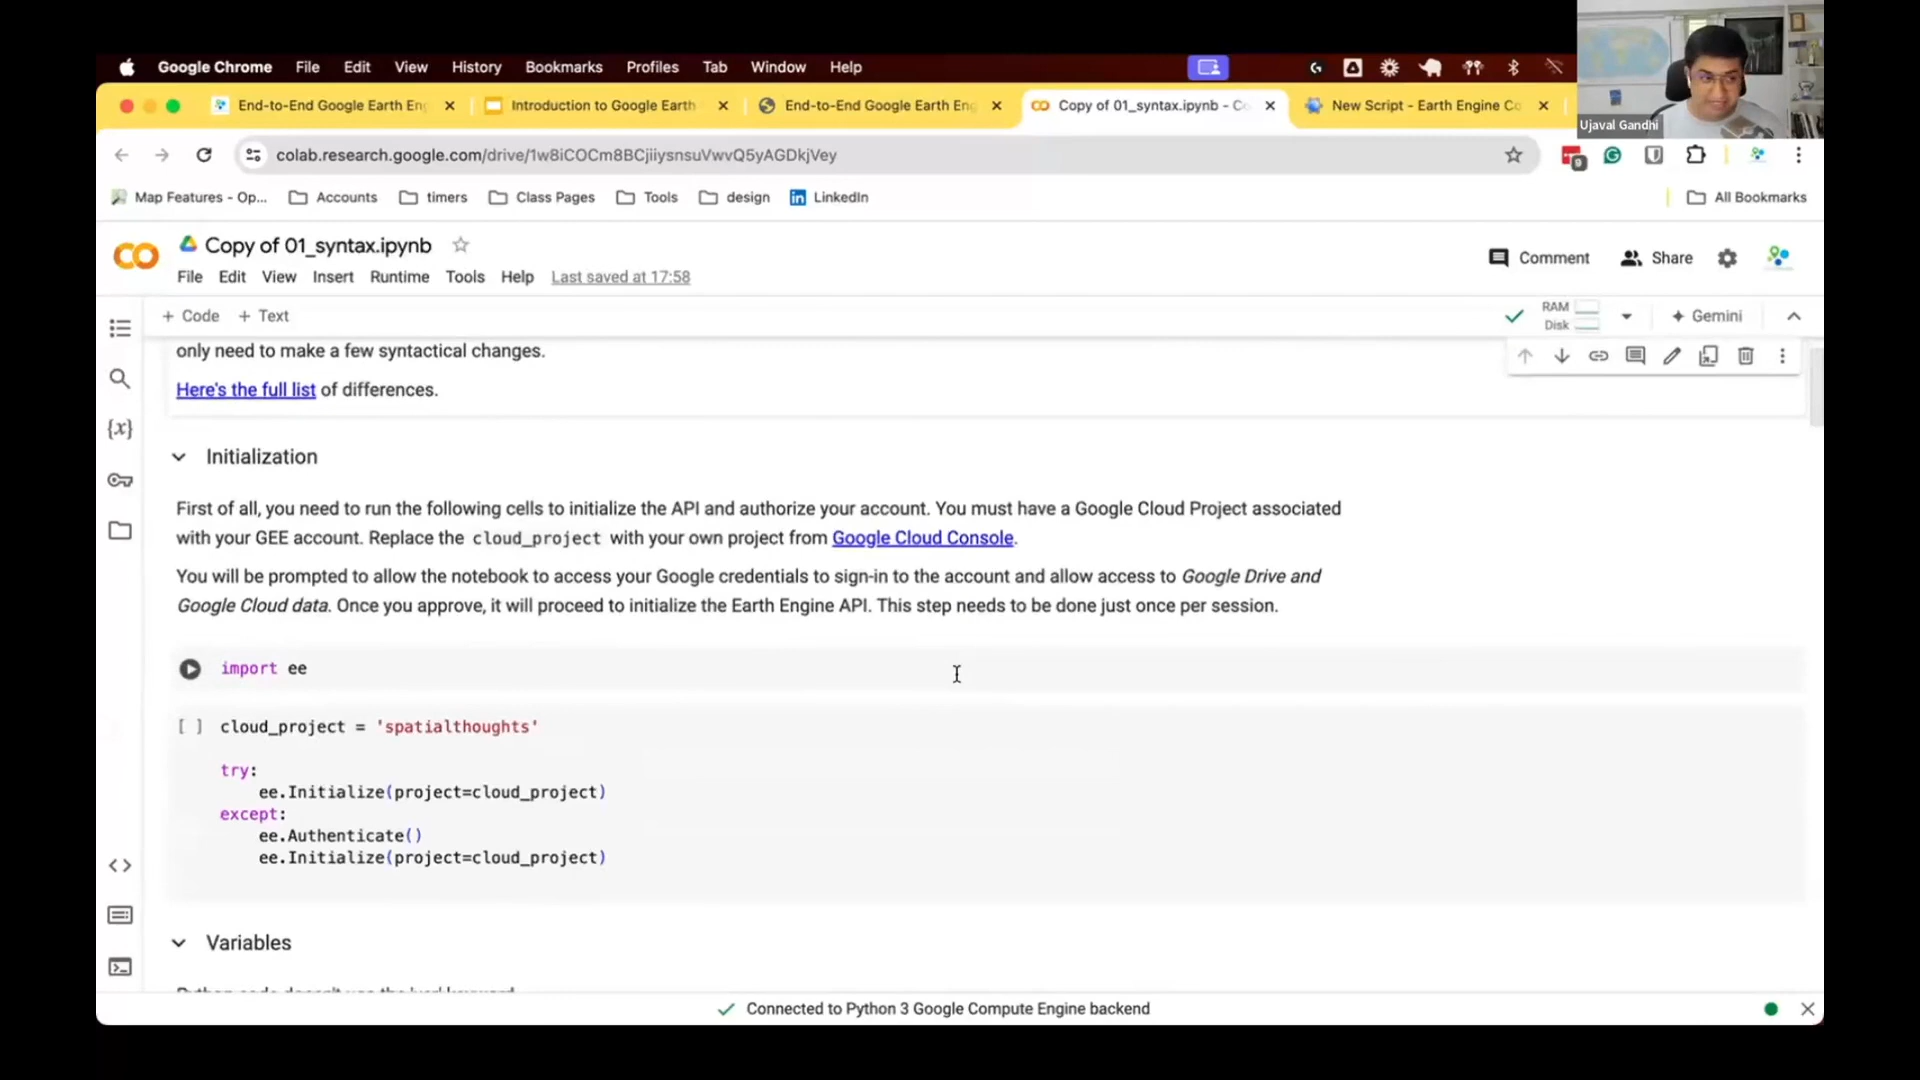 Google Chrome File Edit View History Bookmarks Profiles Tab Window Help
End-to-End Google Earth En
Introduction to Google Earth
End-to-End Google Earth Eng
Copy of 01_syntax.ipynb - Co
New Script - Earth Engine Co
Ujaval Gandhi
colab.research.google.com/drive/1w8iCOCm8BCjiiysnsuVwvQ5yAGDkjVey
9
Map Features - Op... Accounts timers Class Pages Tools design LinkedIn All Bookmarks
Copy of 01_syntax.ipynb
Comment Share
File Edit View Insert Runtime Tools Help Last saved at 17:58
+ Code + Text
RAM
Disk
Gemini
only need to make a few syntactical changes.
Here's the full list of differences.
Initialization
First of all, you need to run the following cells to initialize the API and authorize your account. You must have a Google Cloud Project associated
with your GEE account. Replace the cloud_project with your own project from Google Cloud Console.
You will be prompted to allow the notebook to access your Google credentials to sign-in to the account and allow access to Google Drive and
Google Cloud data. Once you approve, it will proceed to initialize the Earth Engine API. This step needs to be done just once per session.
import ee
[ ] cloud_project = 'spatialthoughts'
try:
ee.Initialize(project=cloud_project)
except:
ee.Authenticate()
ee.Initialize(project=cloud_project)
Variables
Connected to Python 3 Google Compute Engine backend